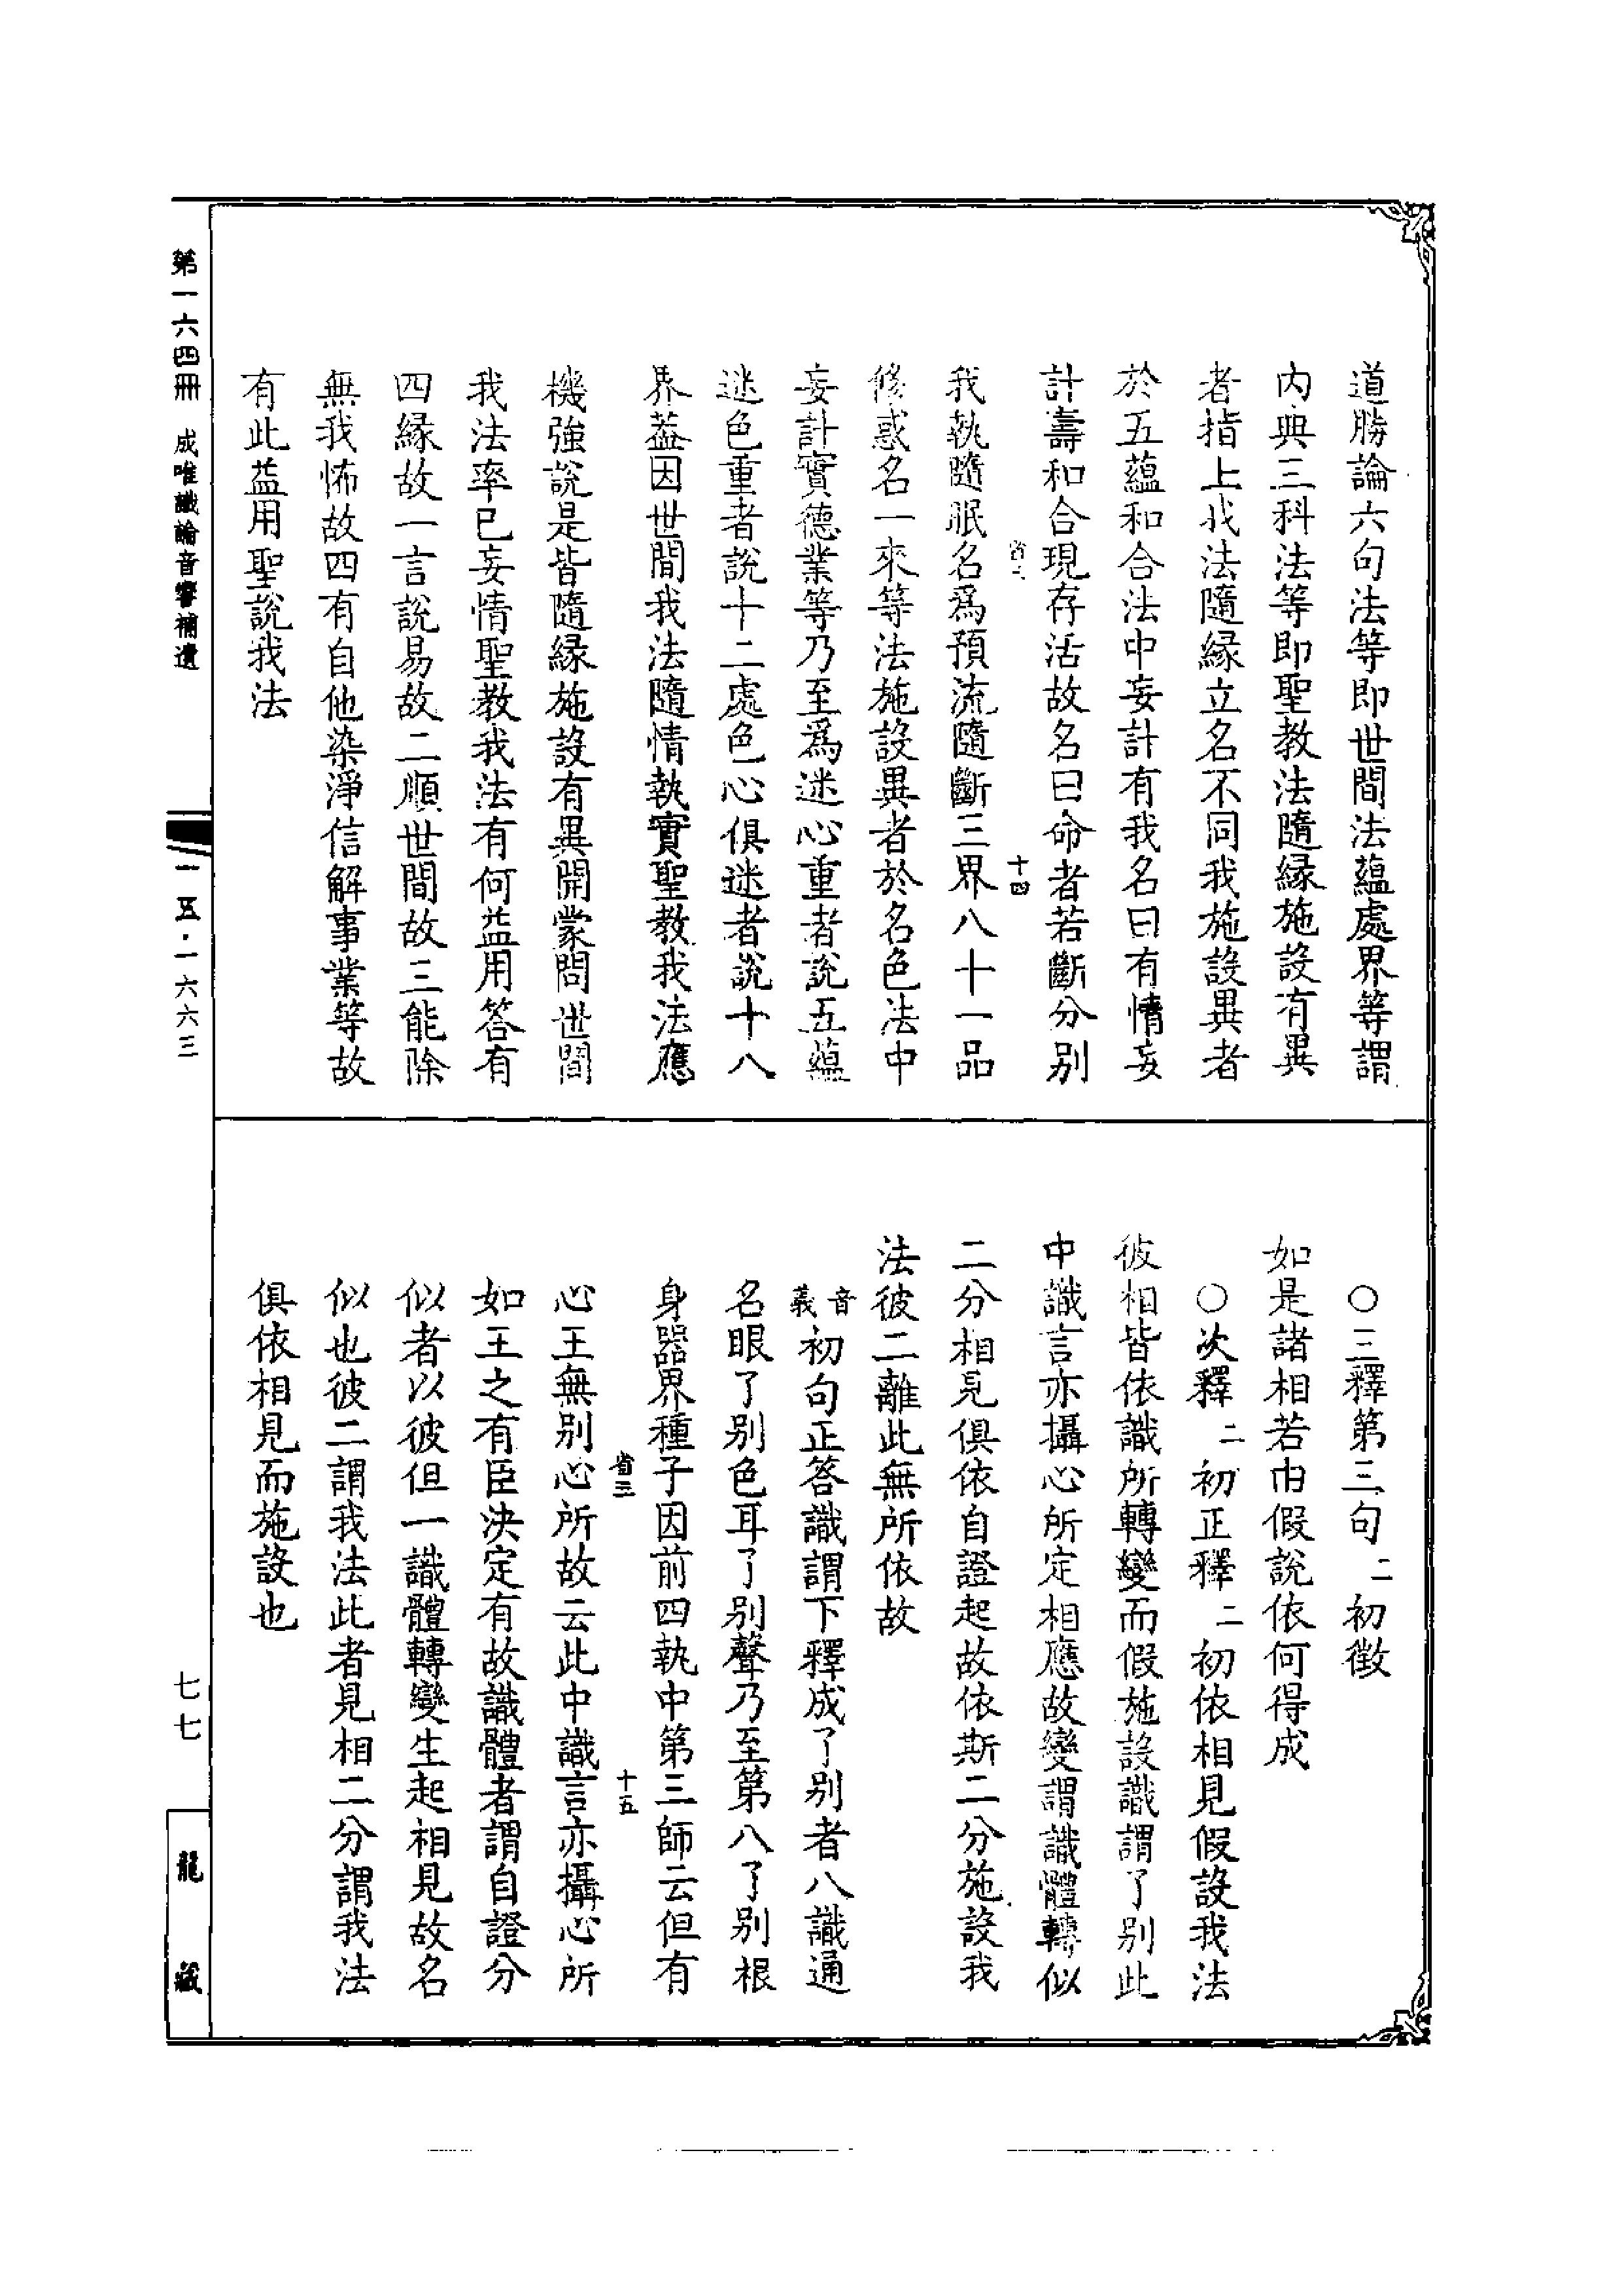 道勝論六句法等即世間法蘊處界等謂
內典三科法等即聖教法隨緣施設有異
者指上我法隨緣立名不同我施設異者
於五蘊和合法中妄計有我名曰有情妄
計壽和合現存活故名曰命者若斷分別
十四
我執隨眠名爲預流隨斷三界八十一品
修惑名一來等法施設異者於名色法中
妄計實德業等乃至爲迷心重者說五蘊
迷色重者說十二處色心俱迷者說十八
界葢因世間我法隨情執實聖教我法應
機強說是皆隨緣施設有異開蒙問世間
我法率已妄情聖教我法有何益用答有
四緣故一言說易故二順世間故三能除
無我怖故四有自他染淨信解事業等故
有此益用聖說我法
○三釋第三句二初徵
如是諸相若由假說依何得成
○次釋二初正釋二初依相見假設我法
彼相皆依識所轉變而假施設識謂了別此
中識言亦攝心所定相應故變謂識體轉似
二分相見俱依自證起故依斯二分施設我
法彼二離此無所依故
音義初句正答識謂下釋成了別者八識通
名眼了別色耳了別聲乃至第八了別根
身器界種子因前四執中第三師云但有
省三
十五
心王無別心所故云此中識言亦攝心所
如王之有臣決定有故識體者謂自證分
似者以彼但一識體轉變生起相見故名
似也彼二謂我法此者見相二分謂我法
俱依相見而施設也
第一六四冊 成唯識論音響補遺
一五·一六六三
七七
龍藏